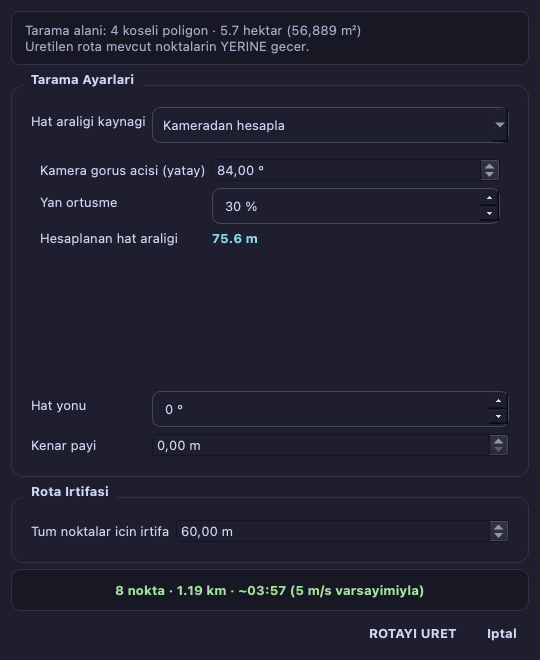 Tarama alani: 4 koseli poligon · 5.7 hektar (56,889 m²)
Uretilen rota mevcut noktalarin YERINE gecer.
Tarama Ayarlari
Hat araligi kaynagi Kameradan hesapla
Kamera gorus acisi (yatay) 84,00 °
Yan ortusme 30 %
Hesaplanan hat araligi 75.6 m
Hat yonu 0 °
Kenar payi 0,00 m
Rota Irtifasi
Tum noktalar icin irtifa 60,00 m
8 nokta · 1.19 km · ~03:57 (5 m/s varsayimiyla)
ROTAYI URET Iptal